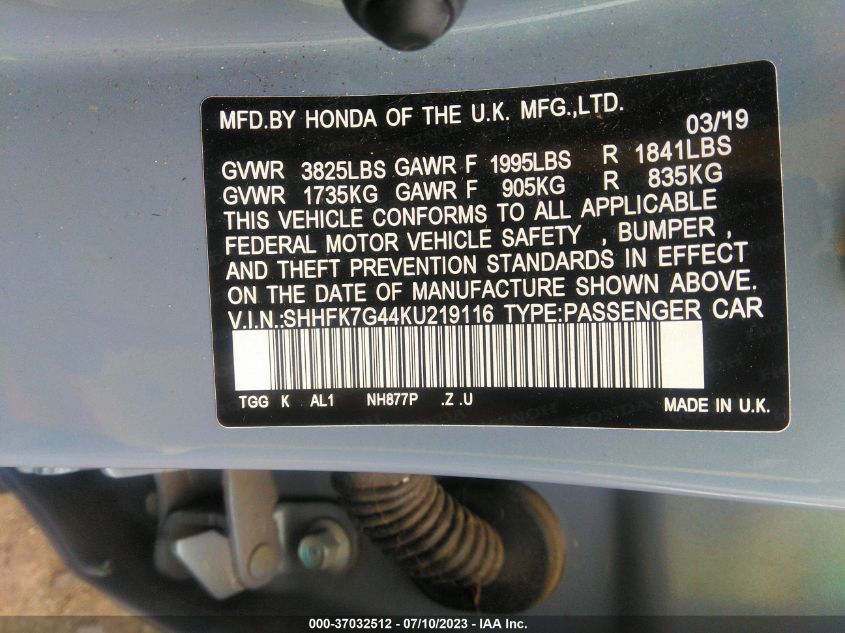 MFD.BY HONDA OF THE U.K. MFG.,LTD.
03/'19
GVWR 3825LBS GAWR F 1995LBS R 1841LBS
GVWR 1735KG GAWR F 905KG R 835KG
THIS VEHICLE CONFORMS TO ALL APPLICABLE
FEDERAL MOTOR VEHICLE SAFETY , BUMPER ,
AND THEFT PREVENTION STANDARDS IN EFFECT
ON THE DATE OF MANUFACTURE SHOWN ABOVE.
V.I.N.:SHHFK7G44KU219116 TYPE:PASSENGER CAR
TGG K AL1 NH877P .Z .U MADE IN U.K.
000-37032512 - 07/10/2023 - IAA Inc.